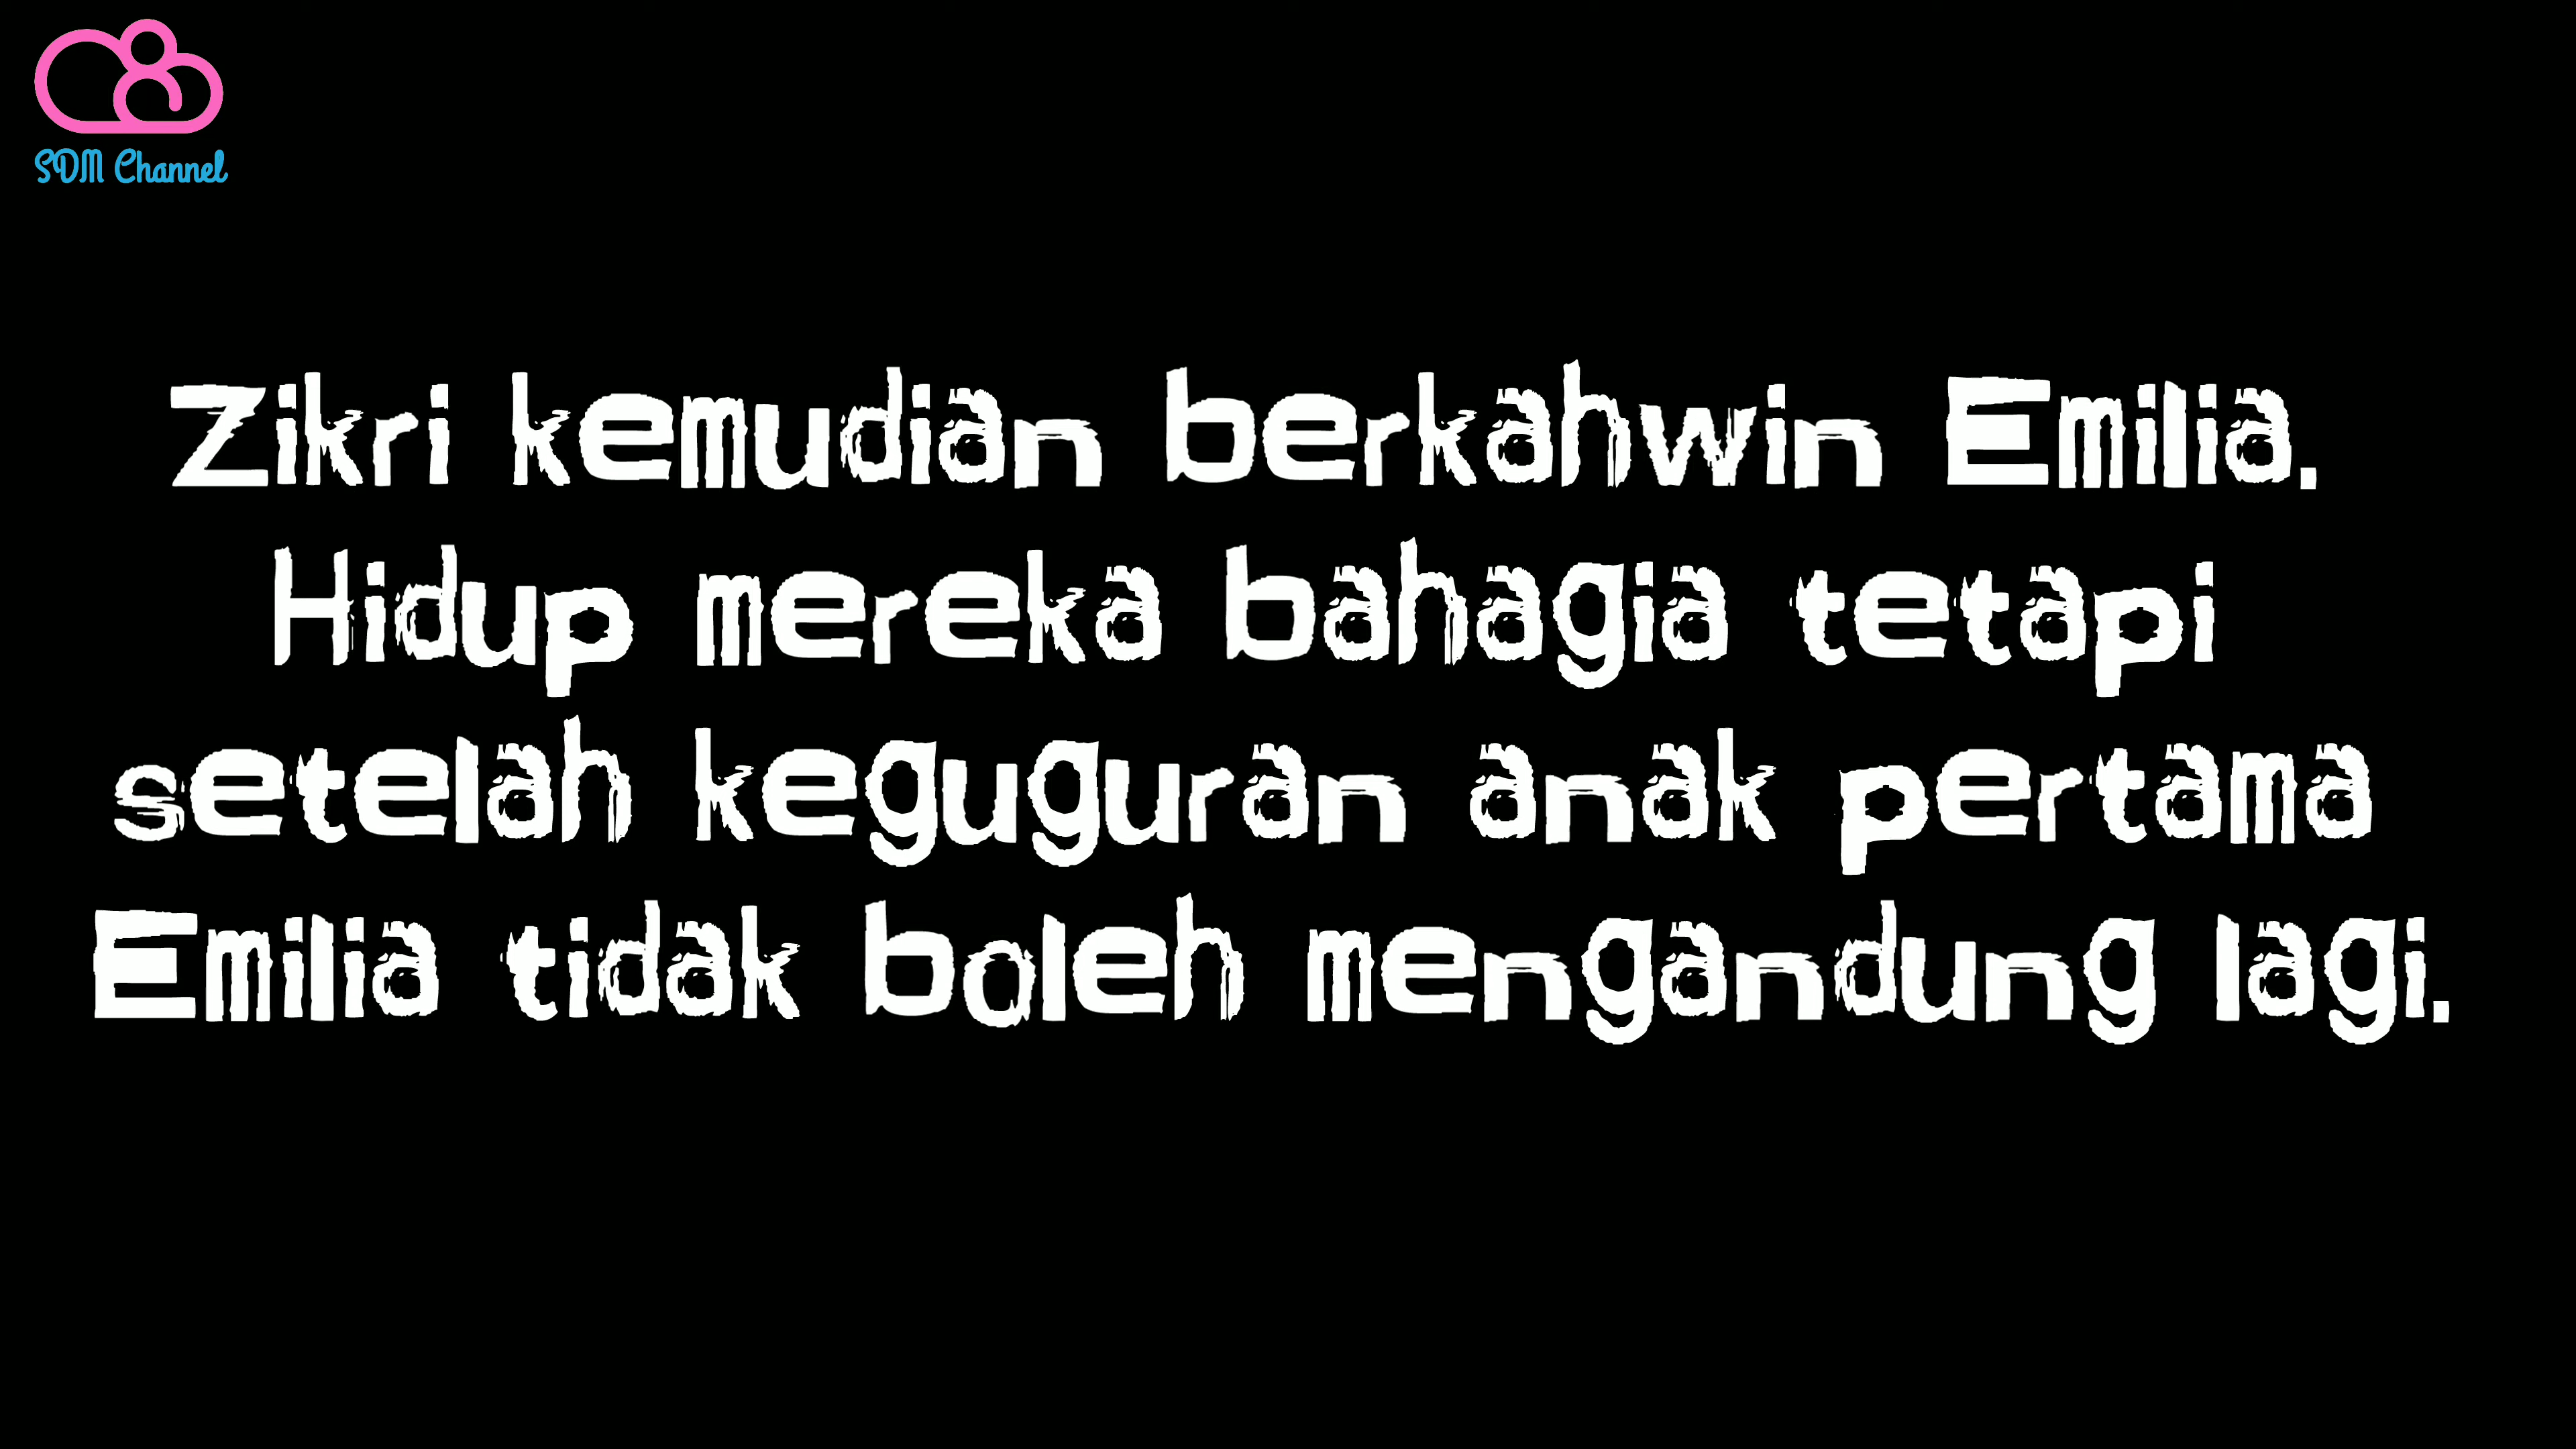 SDM Channel
Zikri kemudian berkahwin Emilia.
Hidup mereka bahagia tetapi
setelah keguguran anak pertama
Emilia tidak boleh mengandung lagi.